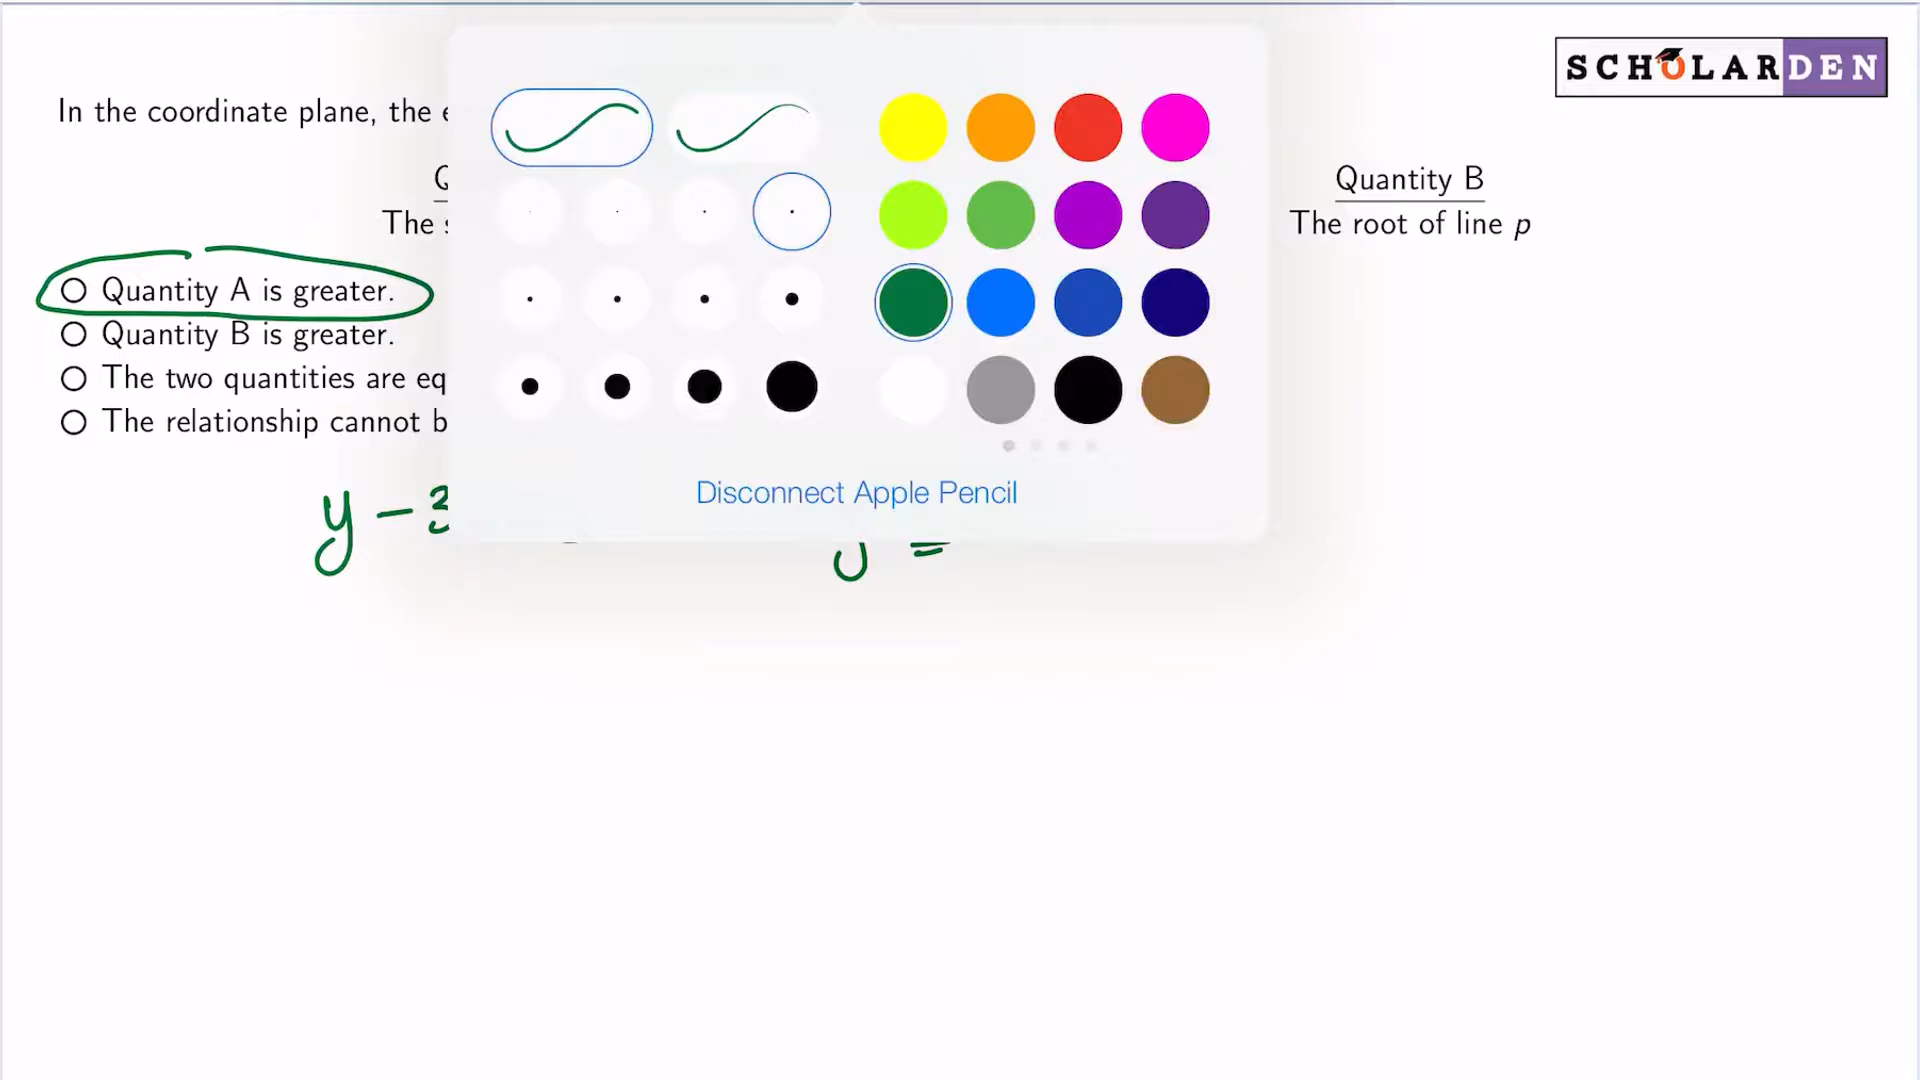 SCHOLARDEN
In the coordinate plane, the
Quantity B
The
The root of line p
Quantity A is greater.
Quantity B is greater.
The two quantities are eq
The relationship cannot b
y - 3
y =
Disconnect Apple Pencil